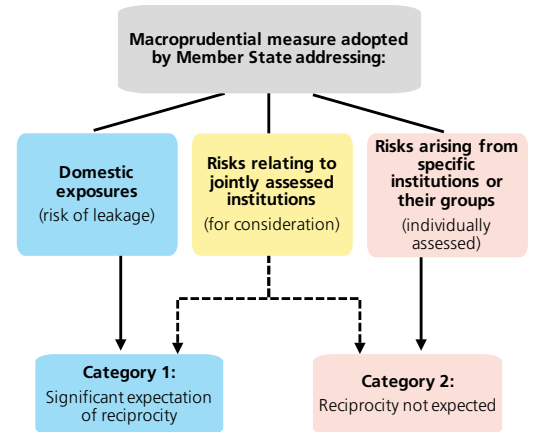 Macroprudential measure adopted
by Member State addressing:
Domestic
exposures
(risk of leakage)
Risks relating to
jointly assessed
institutions
(for consideration)
Risks arising from
specific
institutions or
their groups
(individually
assessed)
Category 1:
Significant expectation
of reciprocity
Category 2:
Reciprocity not expected